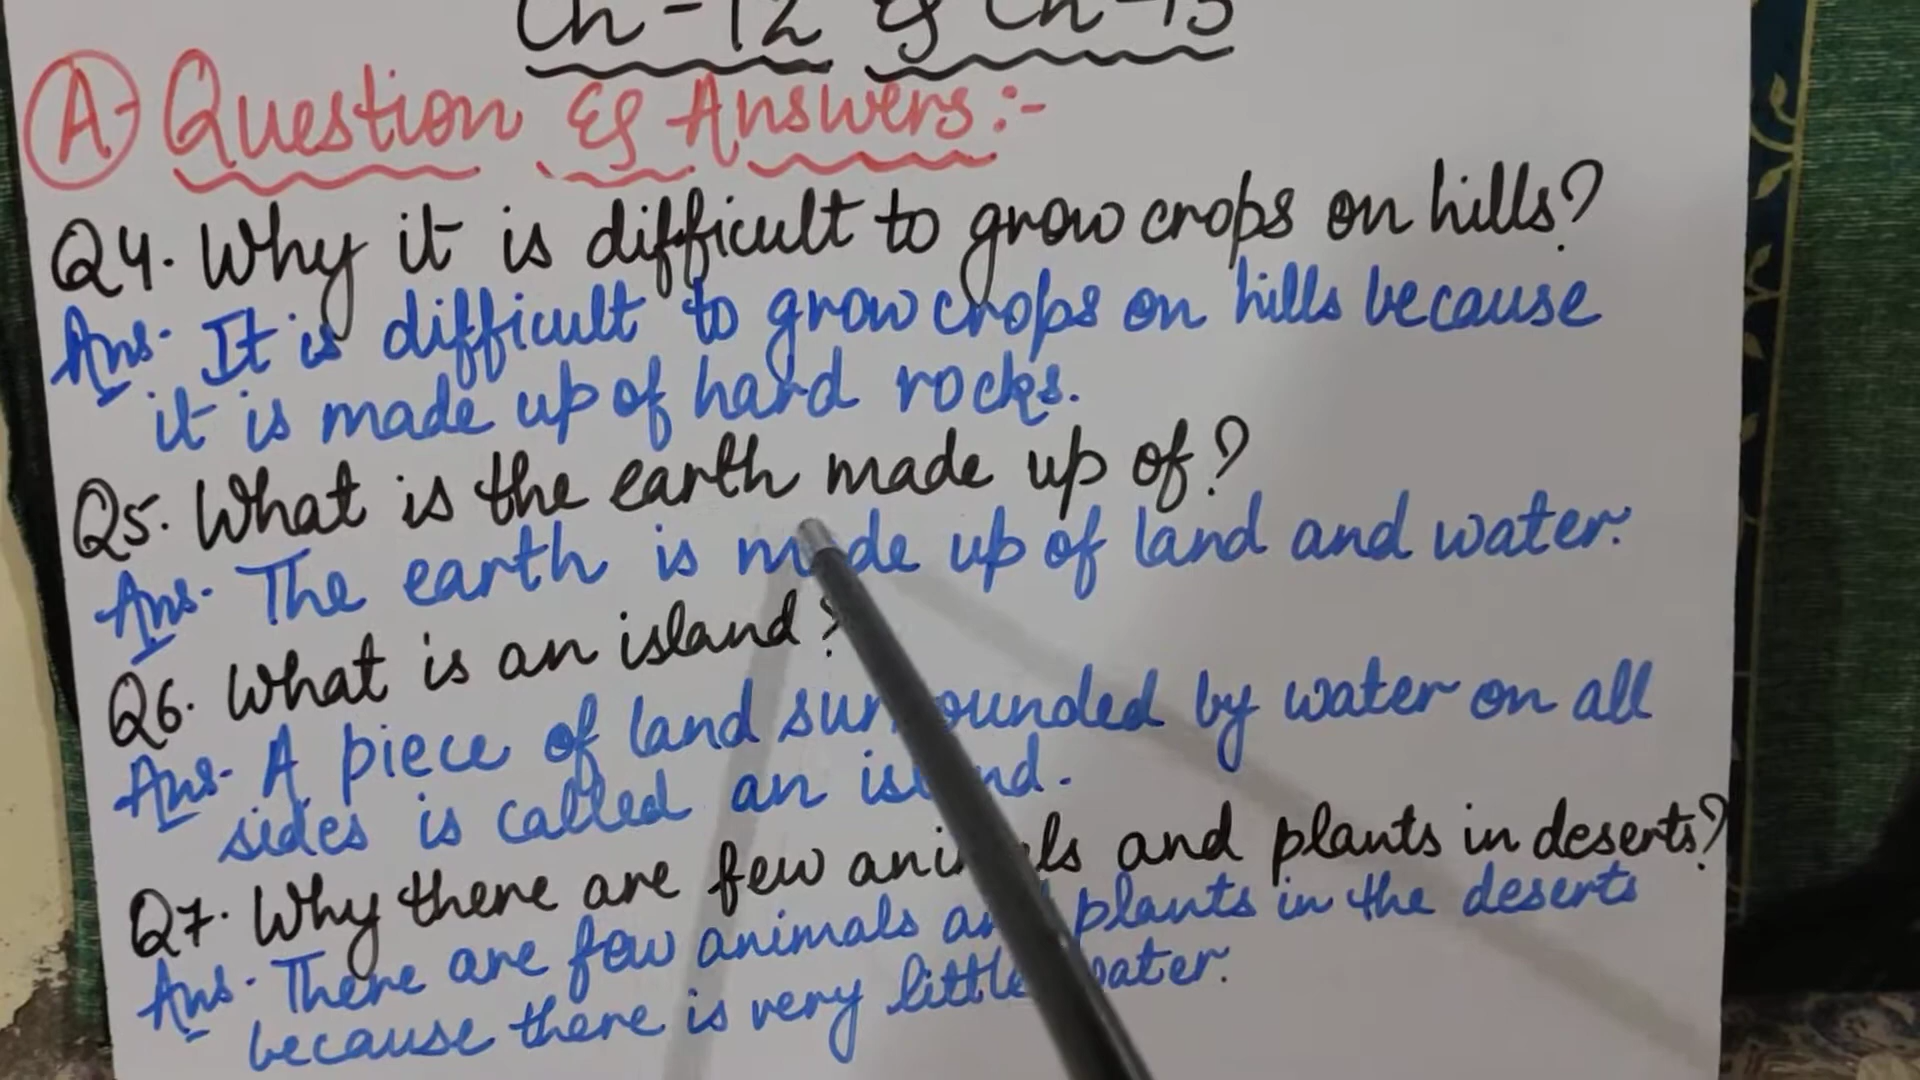 Ch-12 & Ch-13
A Question & Answers:-
Q4. Why it is difficult to grow crops on hills?
Ans. It is difficult to grow crops on hills because
it is made up of hard rocks.
Q5. What is the earth made up of?
Ans. The earth is made up of land and water.
Q6. What is an island?
Ans. A piece of land surrounded by water on all
sides is called an island.
Q7. Why there are few animals and plants in deserts?
Ans. There are few animals and plants in the deserts
because there is very little water.